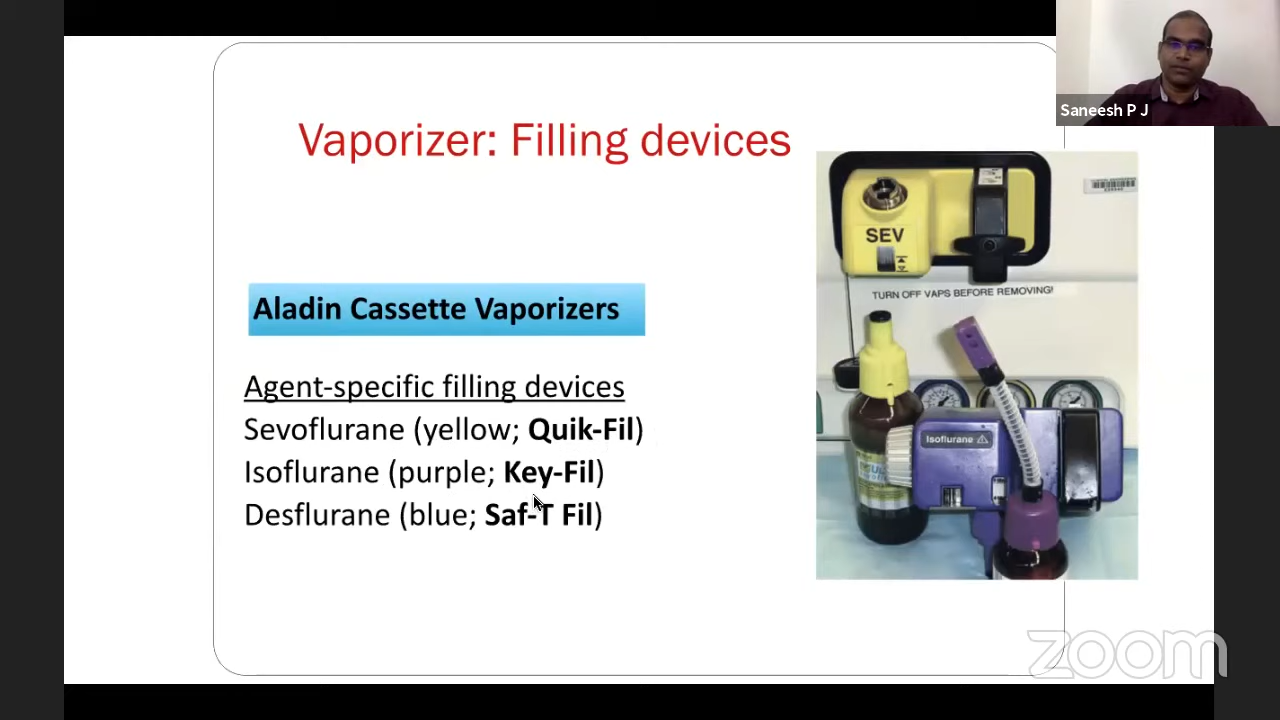 Saneesh P J
Vaporizer: Filling devices
SEV
TURN OFF VAPS BEFORE REMOVING!
Aladin Cassette Vaporizers
Agent-specific filling devices
Sevoflurane (yellow; Quik-Fil)
Isoflurane (purple; Key-Fil)
Desflurane (blue; Saf-T Fil)
Isoflurane
zoom